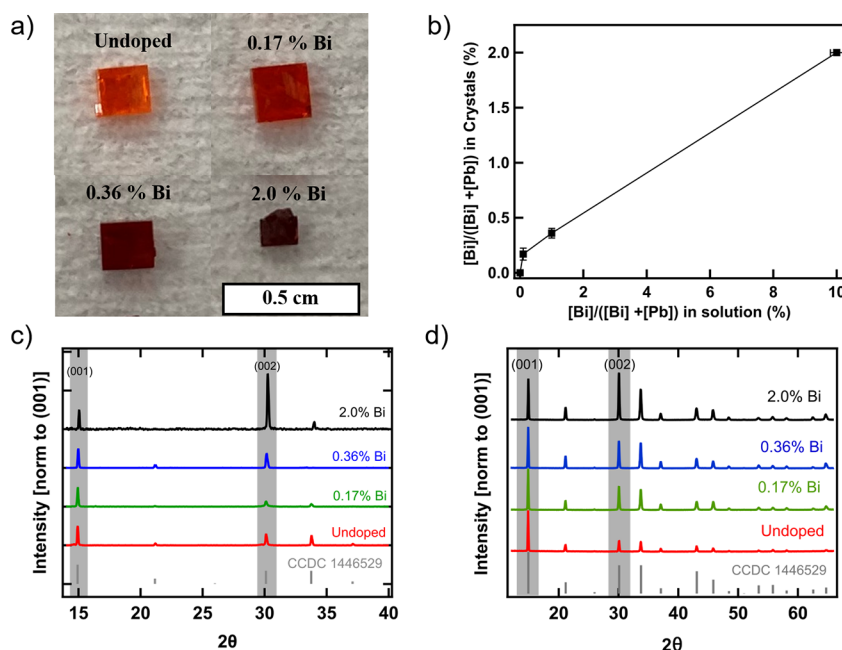 a)
Undoped
0.17 % Bi
0.36 % Bi
2.0 % Bi
0.5 cm
b)
[Bi]/([Bi] +[Pb]) in Crystals (%)
2.0
1.5
1.0
0.5
0.0
0 2 4 6 8 10
[Bi]/([Bi] +[Pb]) in solution (%)
c)
Intensity [norm to (001)]
(001)
(002)
2.0% Bi
0.36% Bi
0.17% Bi
Undoped
CCDC 1446529
15 20 25 30 35 40
2θ
d)
Intensity [norm to (001)]
(001)
(002)
2.0% Bi
0.36% Bi
0.17% Bi
Undoped
CCDC 1446529
20 30 40 50 60
2θ